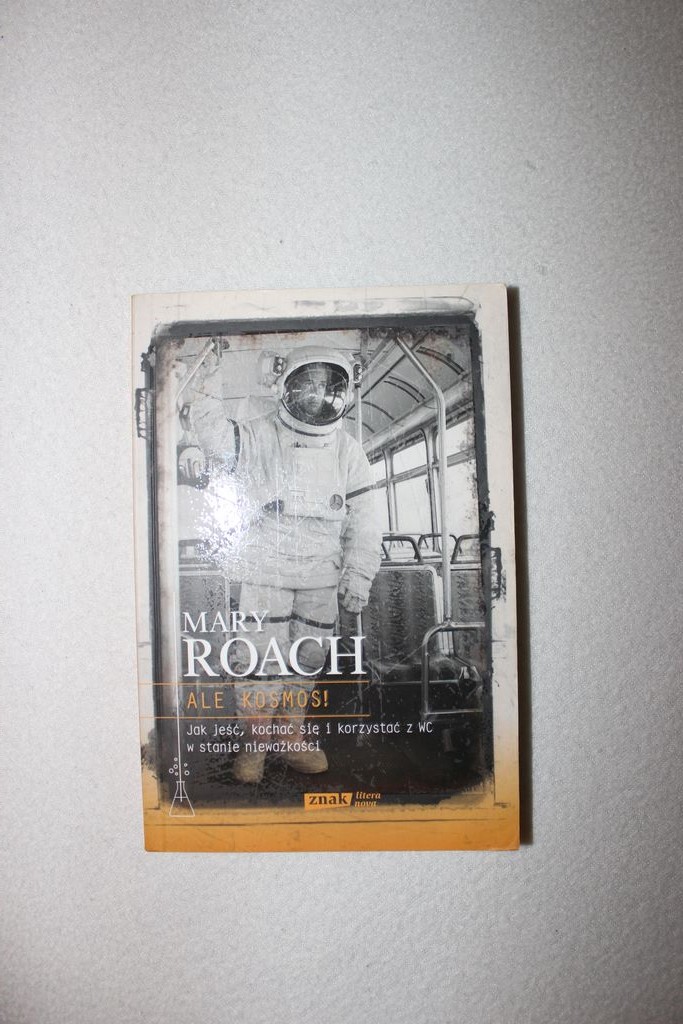 MARY
ROACH
ALE KOSMOS!
Jak jeść, kochać się i korzystać z WC
w stanie nieważkości
znak litera
nova